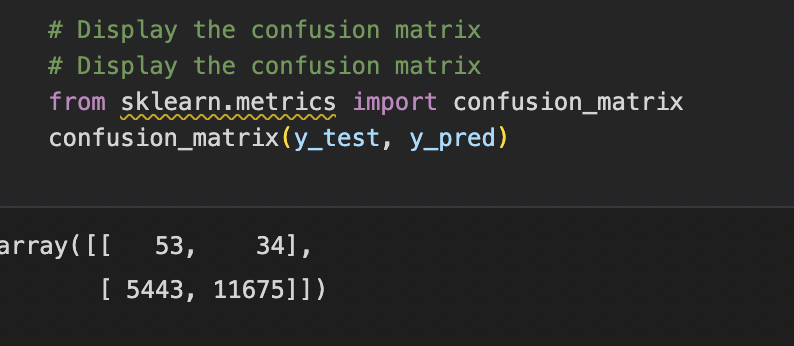 # Display the confusion matrix
# Display the confusion matrix
from sklearn.metrics import confusion_matrix
confusion_matrix(y_test, y_pred)
array([[   53,    34],
       [ 5443, 11675]])